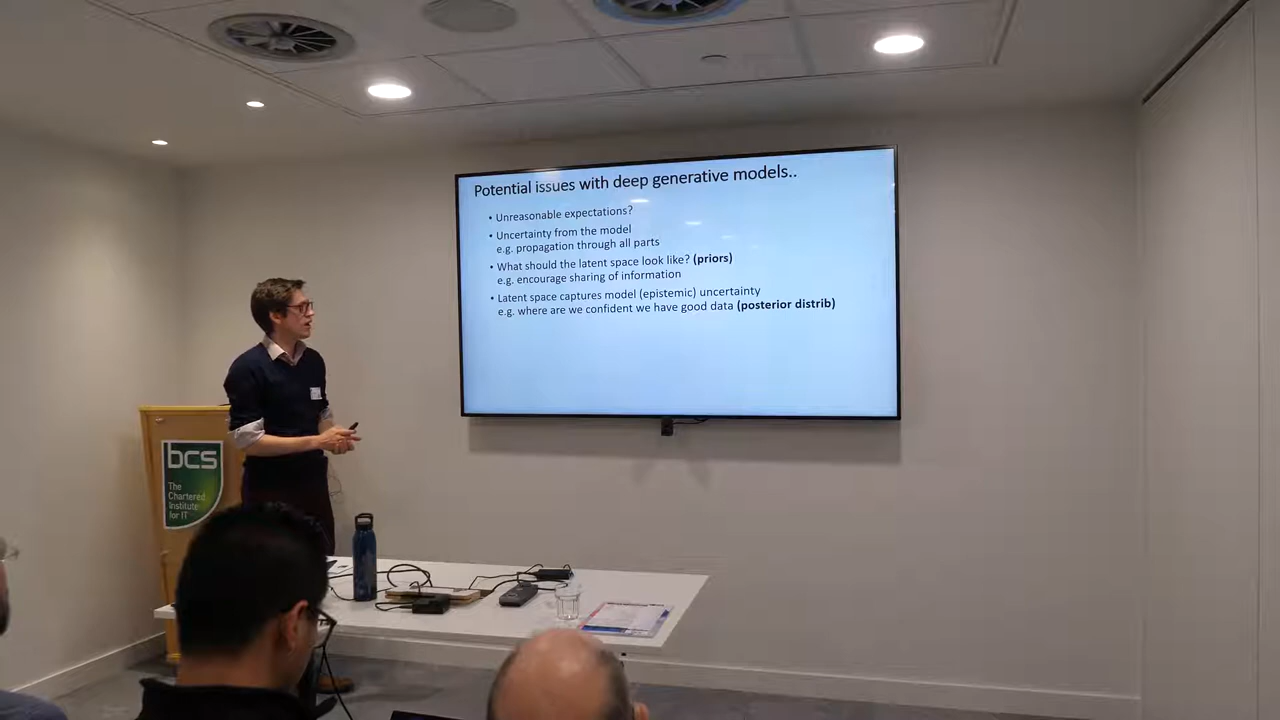 Potential issues with deep generative models..
• Unreasonable expectations?
• Uncertainty from the model
e.g. propagation through all parts
• What should the latent space look like? (priors)
e.g. encourage sharing of information
• Latent space captures model (epistemic) uncertainty
e.g. where are we confident we have good data (posterior distrib)
bcs
The
Chartered
Institute
for IT